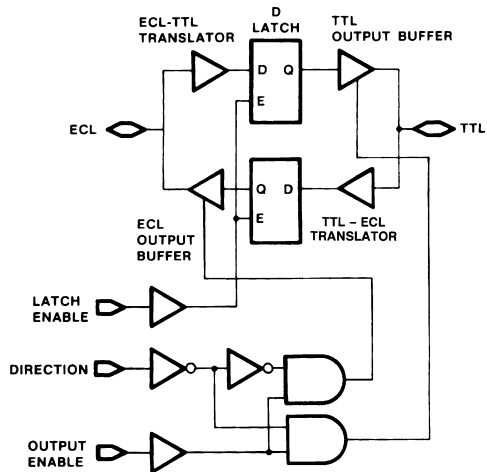 D
LATCH
ECL-TTL
TRANSLATOR
TTL
OUTPUT BUFFER
D Q
E
ECL
TTL
Q D
E
ECL
OUTPUT
BUFFER
TTL-ECL
TRANSLATOR
LATCH
ENABLE
DIRECTION
OUTPUT
ENABLE